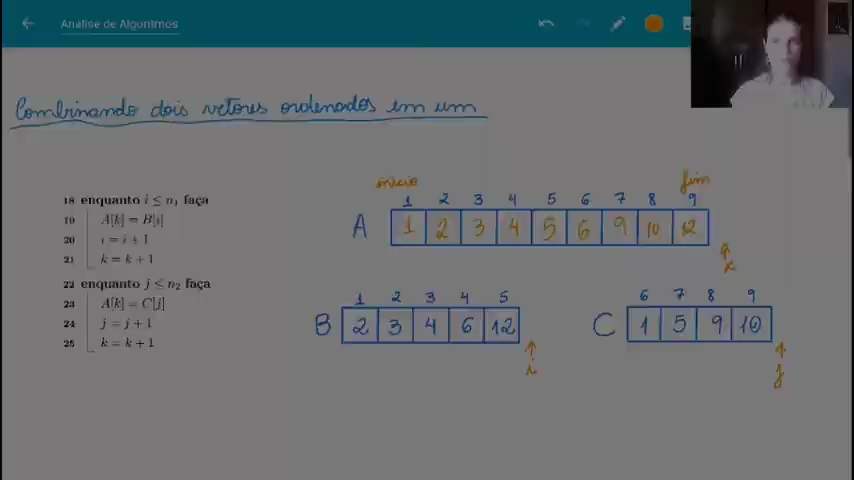 Análise de Algoritmos
Combinando dois vetores ordenados em um
18 enquanto i ≤ n₁ faça
19 A[k] = B[i]
20 i = i + 1
21 k = k + 1
22 enquanto j ≤ n₂ faça
23 A[k] = C[j]
24 j = j + 1
25 k = k + 1
início fim
1 2 3 4 5 6 7 8 9
A 1 2 3 4 5 6 9 10 12
k
1 2 3 4 5
B 2 3 4 6 12
i
6 7 8 9
C 1 5 9 10
j